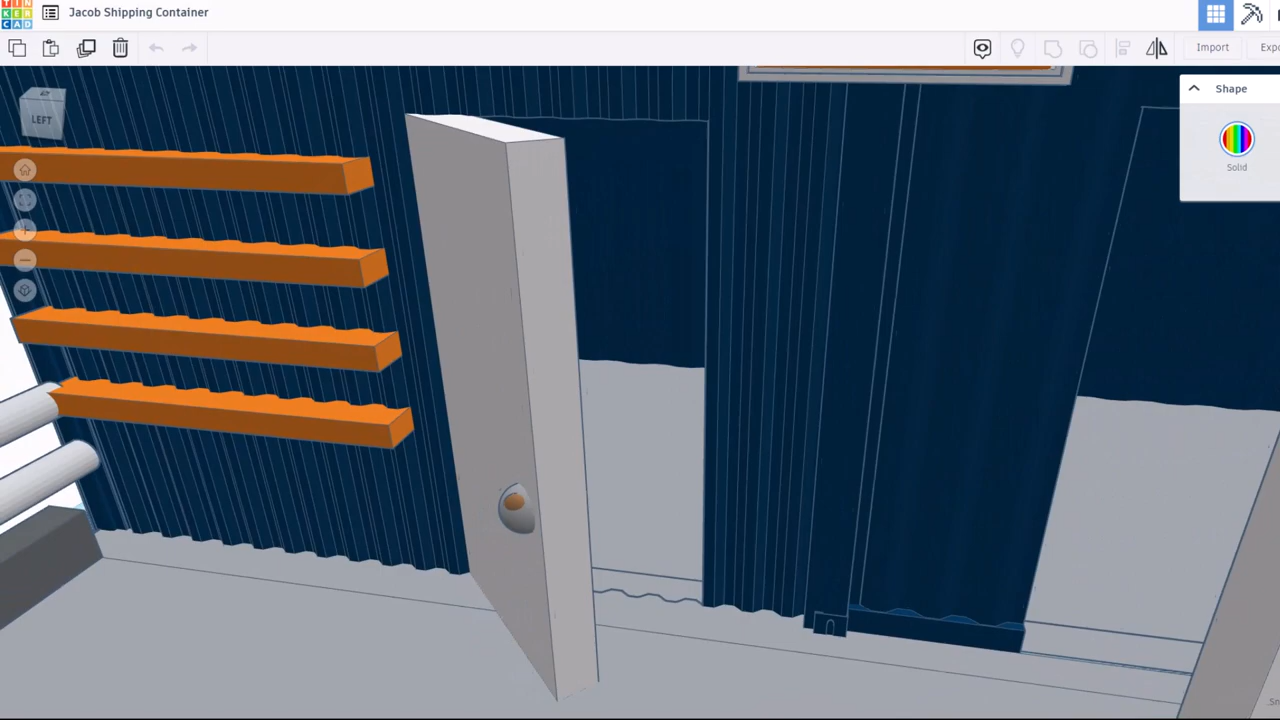 TIN
KER
CAD
Jacob Shipping Container
Import
Expo
Shape
LEFT
Solid